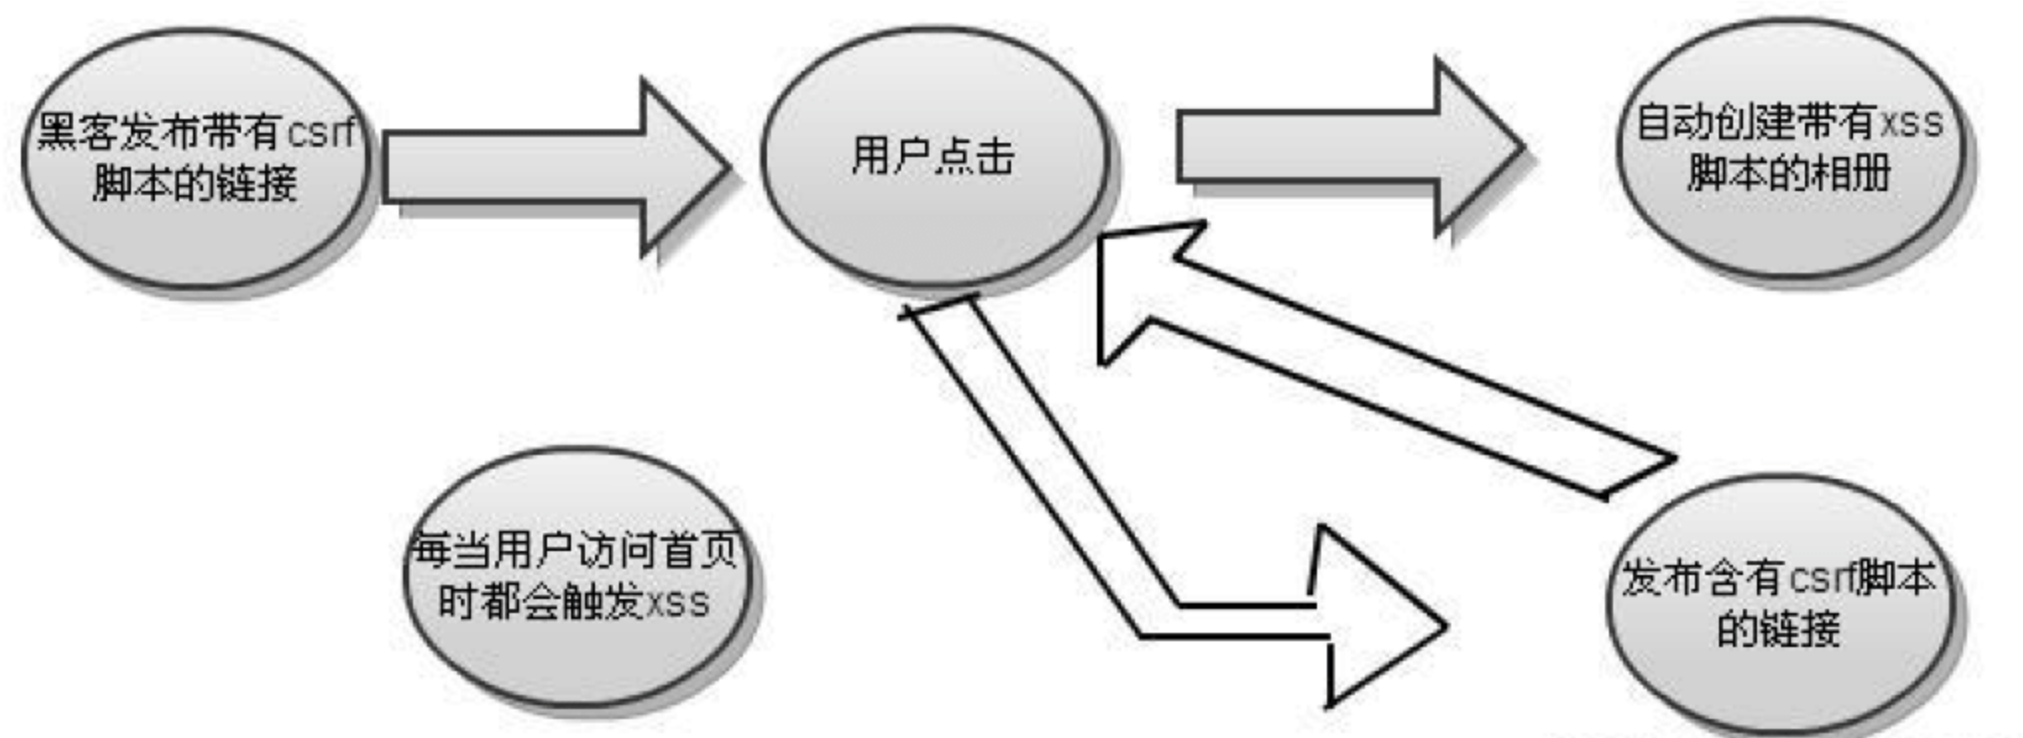 黑客发布带有csrf
脚本的链接
用户点击
自动创建带有xss
脚本的相册
每当用户访问首页
时都会触发xss
发布含有csrf脚本
的链接